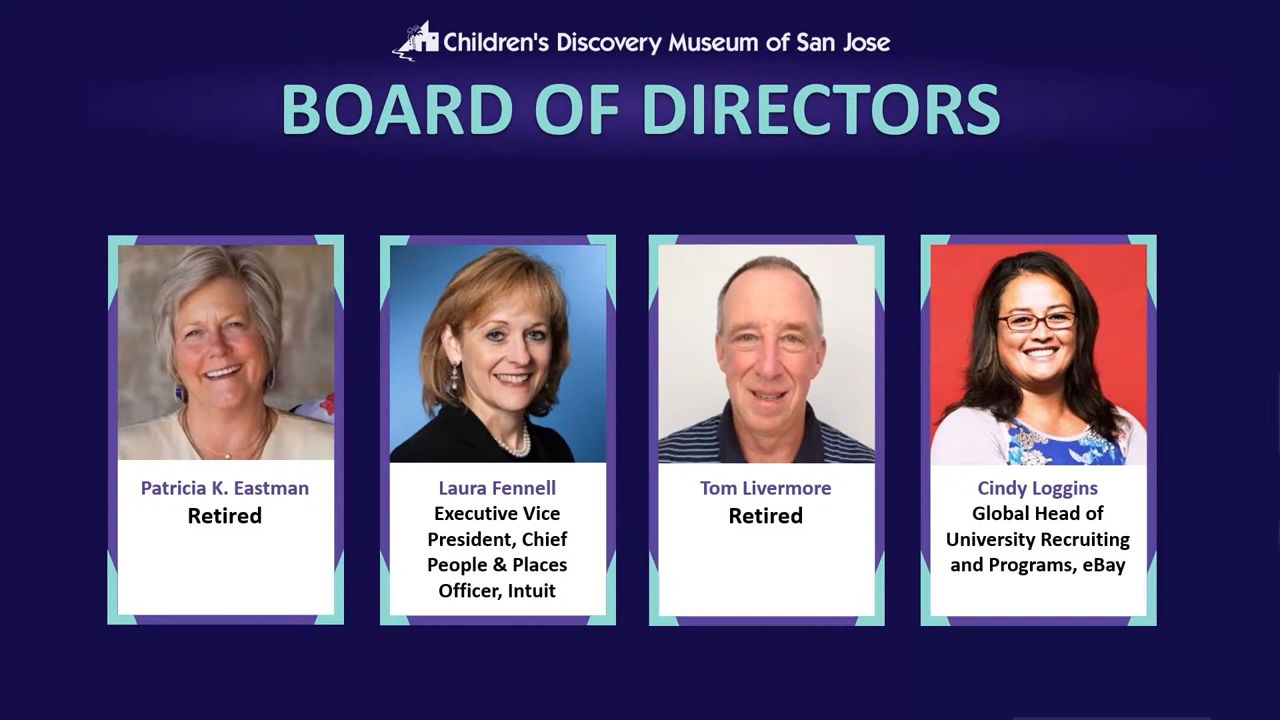 Children's Discovery Museum of San Jose
BOARD OF DIRECTORS
Patricia K. Eastman
Retired
Laura Fennell
Executive Vice
President, Chief
People & Places
Officer, Intuit
Tom Livermore
Retired
Cindy Loggins
Global Head of
University Recruiting
and Programs, eBay